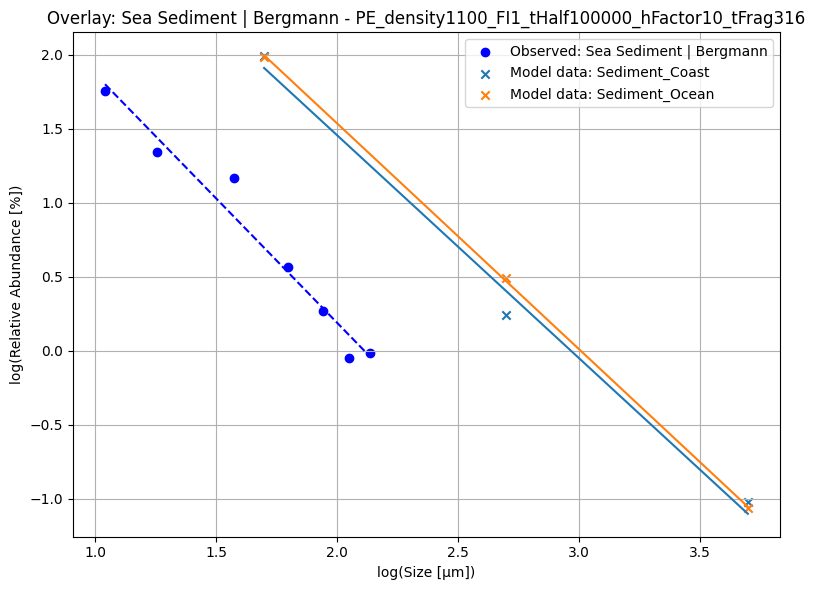 Overlay: Sea Sediment | Bergmann - PE_density1100_FI1_tHalf100000_hFactor10_tFrag316
Observed: Sea Sediment | Bergmann
Model data: Sediment_Coast
Model data: Sediment_Ocean
log(Relative Abundance [%])
2.0
1.5
1.0
0.5
0.0
−0.5
−1.0
1.0 1.5 2.0 2.5 3.0 3.5
log(Size [µm])